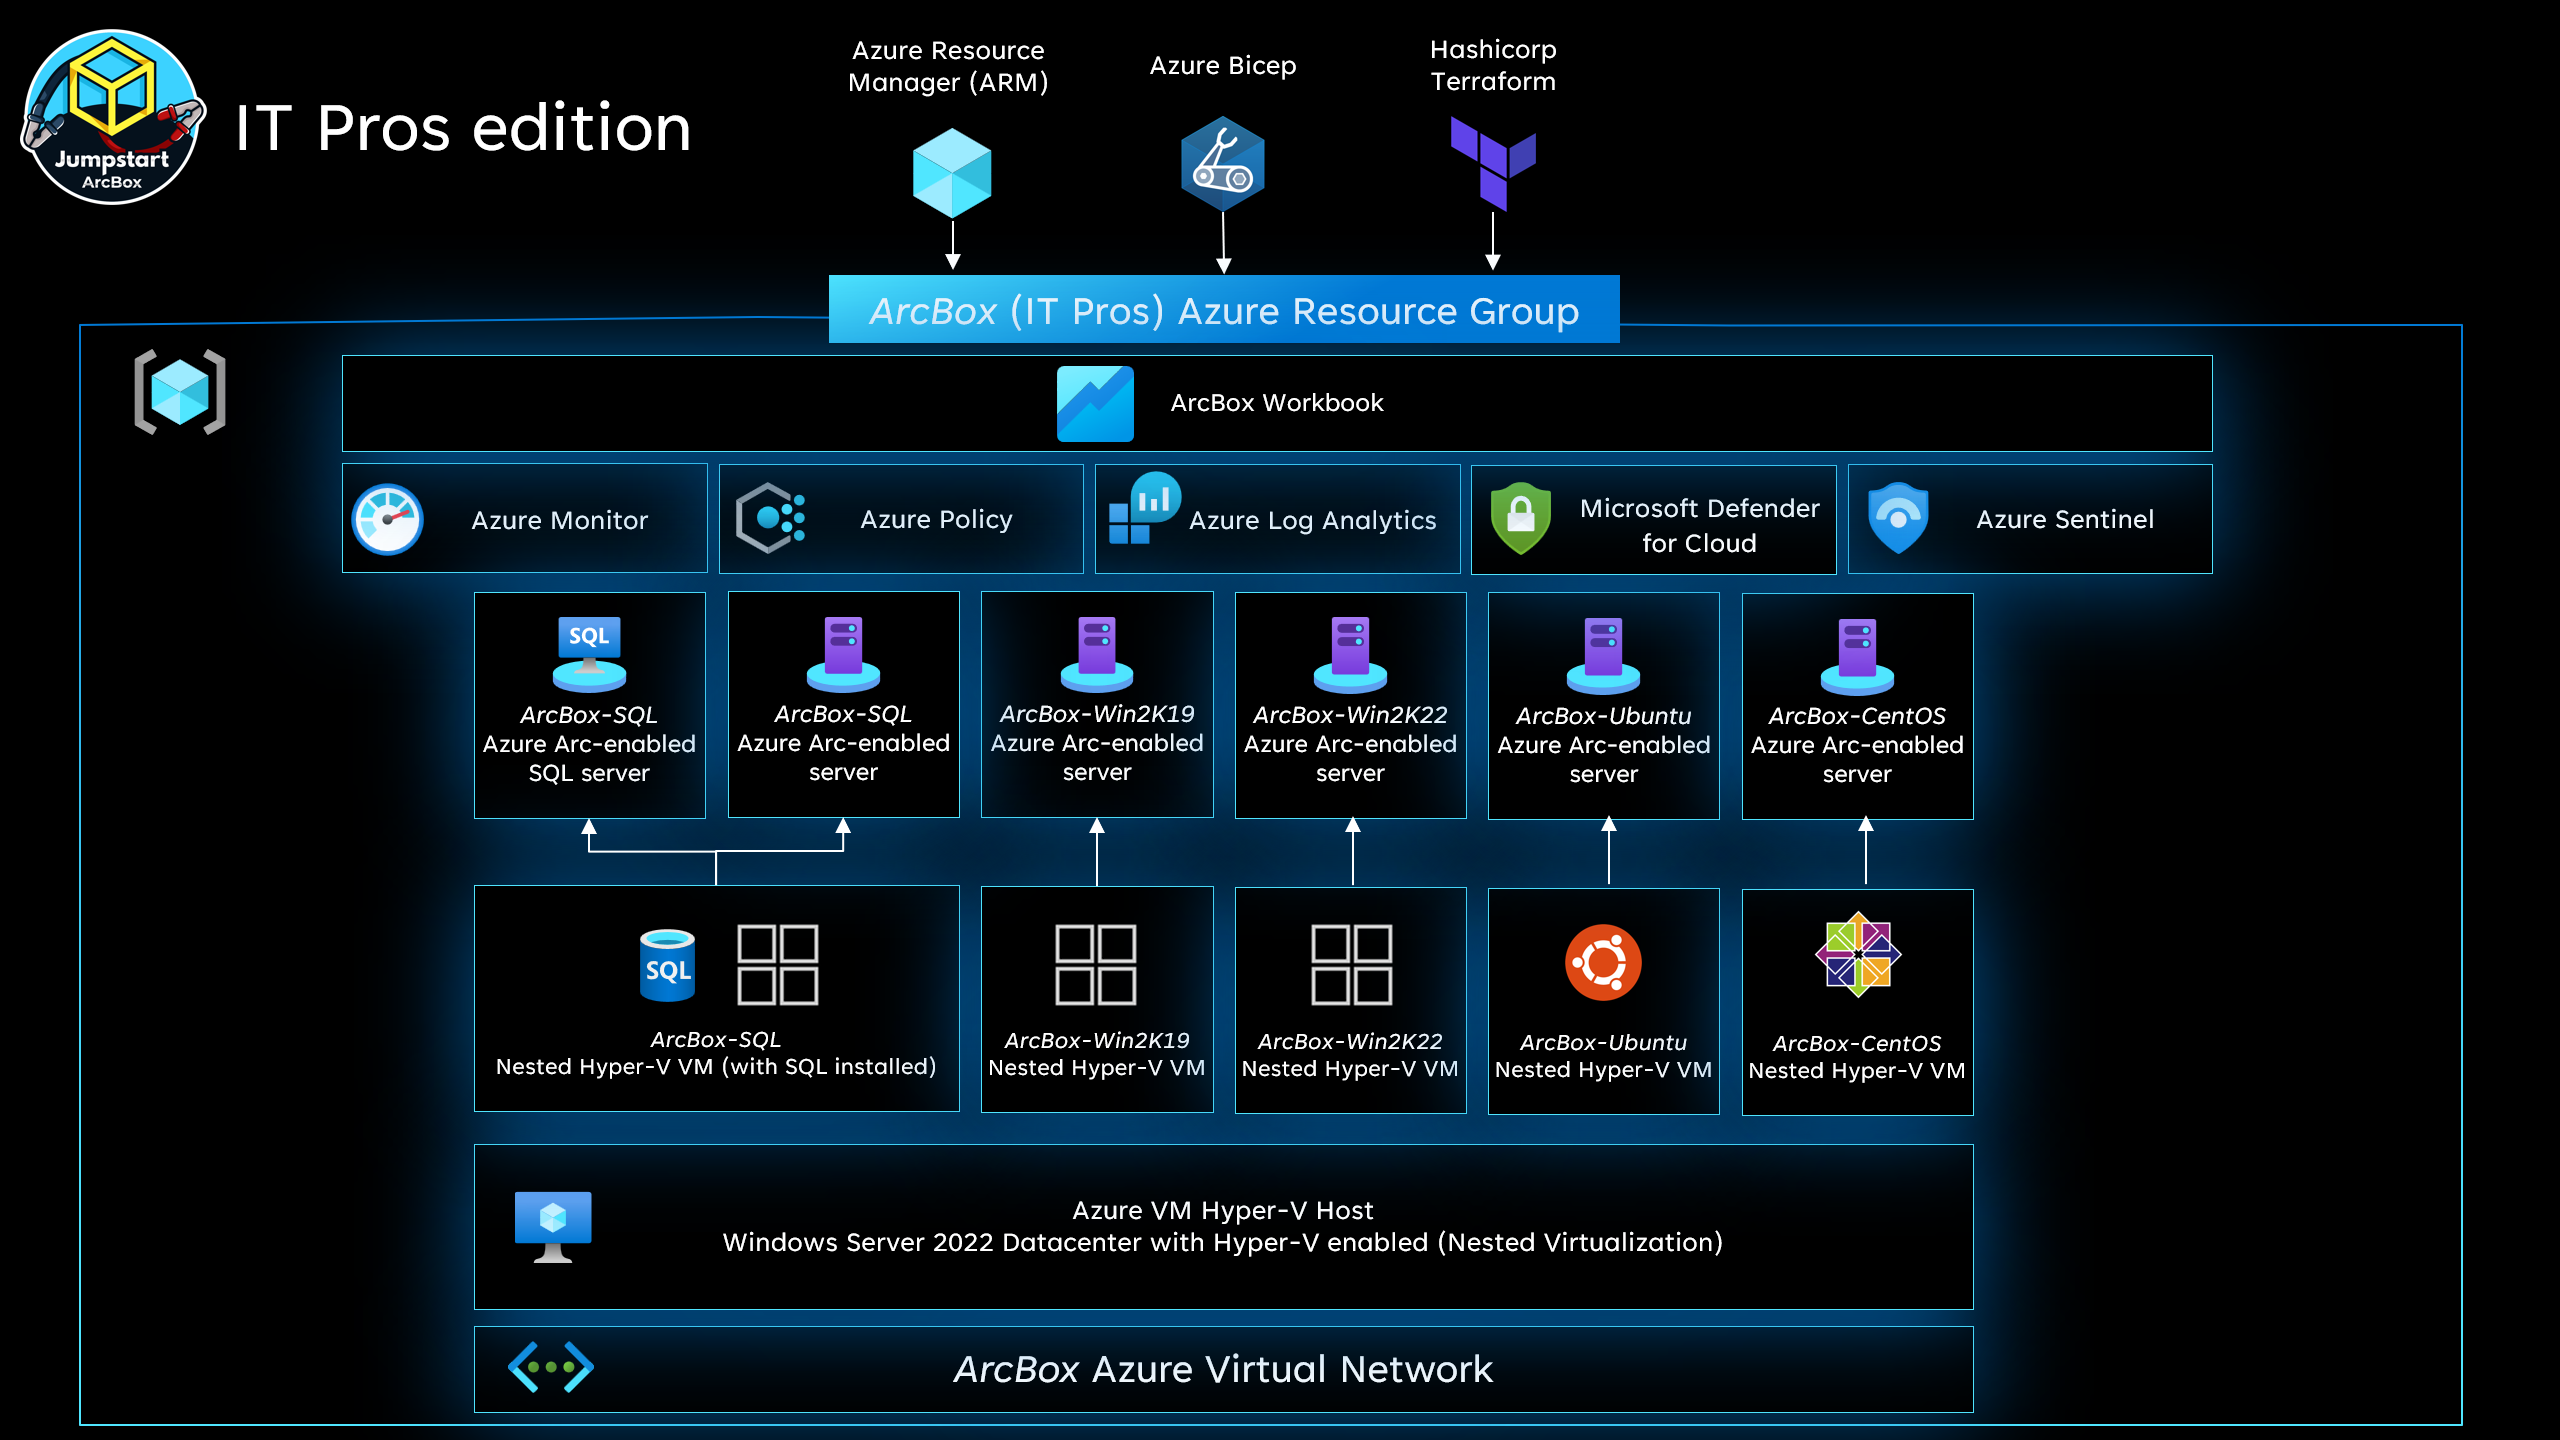 Jumpstart
ArcBox
IT Pros edition
Azure Resource
Manager (ARM)
Azure Bicep
Hashicorp
Terraform
ArcBox (IT Pros) Azure Resource Group
ArcBox Workbook
Azure Monitor
Azure Policy
Azure Log Analytics
Microsoft Defender
for Cloud
Azure Sentinel
SQL
ArcBox-SQL
Azure Arc-enabled
SQL server
ArcBox-SQL
Azure Arc-enabled
server
ArcBox-Win2K19
Azure Arc-enabled
server
ArcBox-Win2K22
Azure Arc-enabled
server
ArcBox-Ubuntu
Azure Arc-enabled
server
ArcBox-CentOS
Azure Arc-enabled
server
SQL
ArcBox-SQL
Nested Hyper-V VM (with SQL installed)
ArcBox-Win2K19
Nested Hyper-V VM
ArcBox-Win2K22
Nested Hyper-V VM
ArcBox-Ubuntu
Nested Hyper-V VM
ArcBox-CentOS
Nested Hyper-V VM
Azure VM Hyper-V Host
Windows Server 2022 Datacenter with Hyper-V enabled (Nested Virtualization)
ArcBox Azure Virtual Network